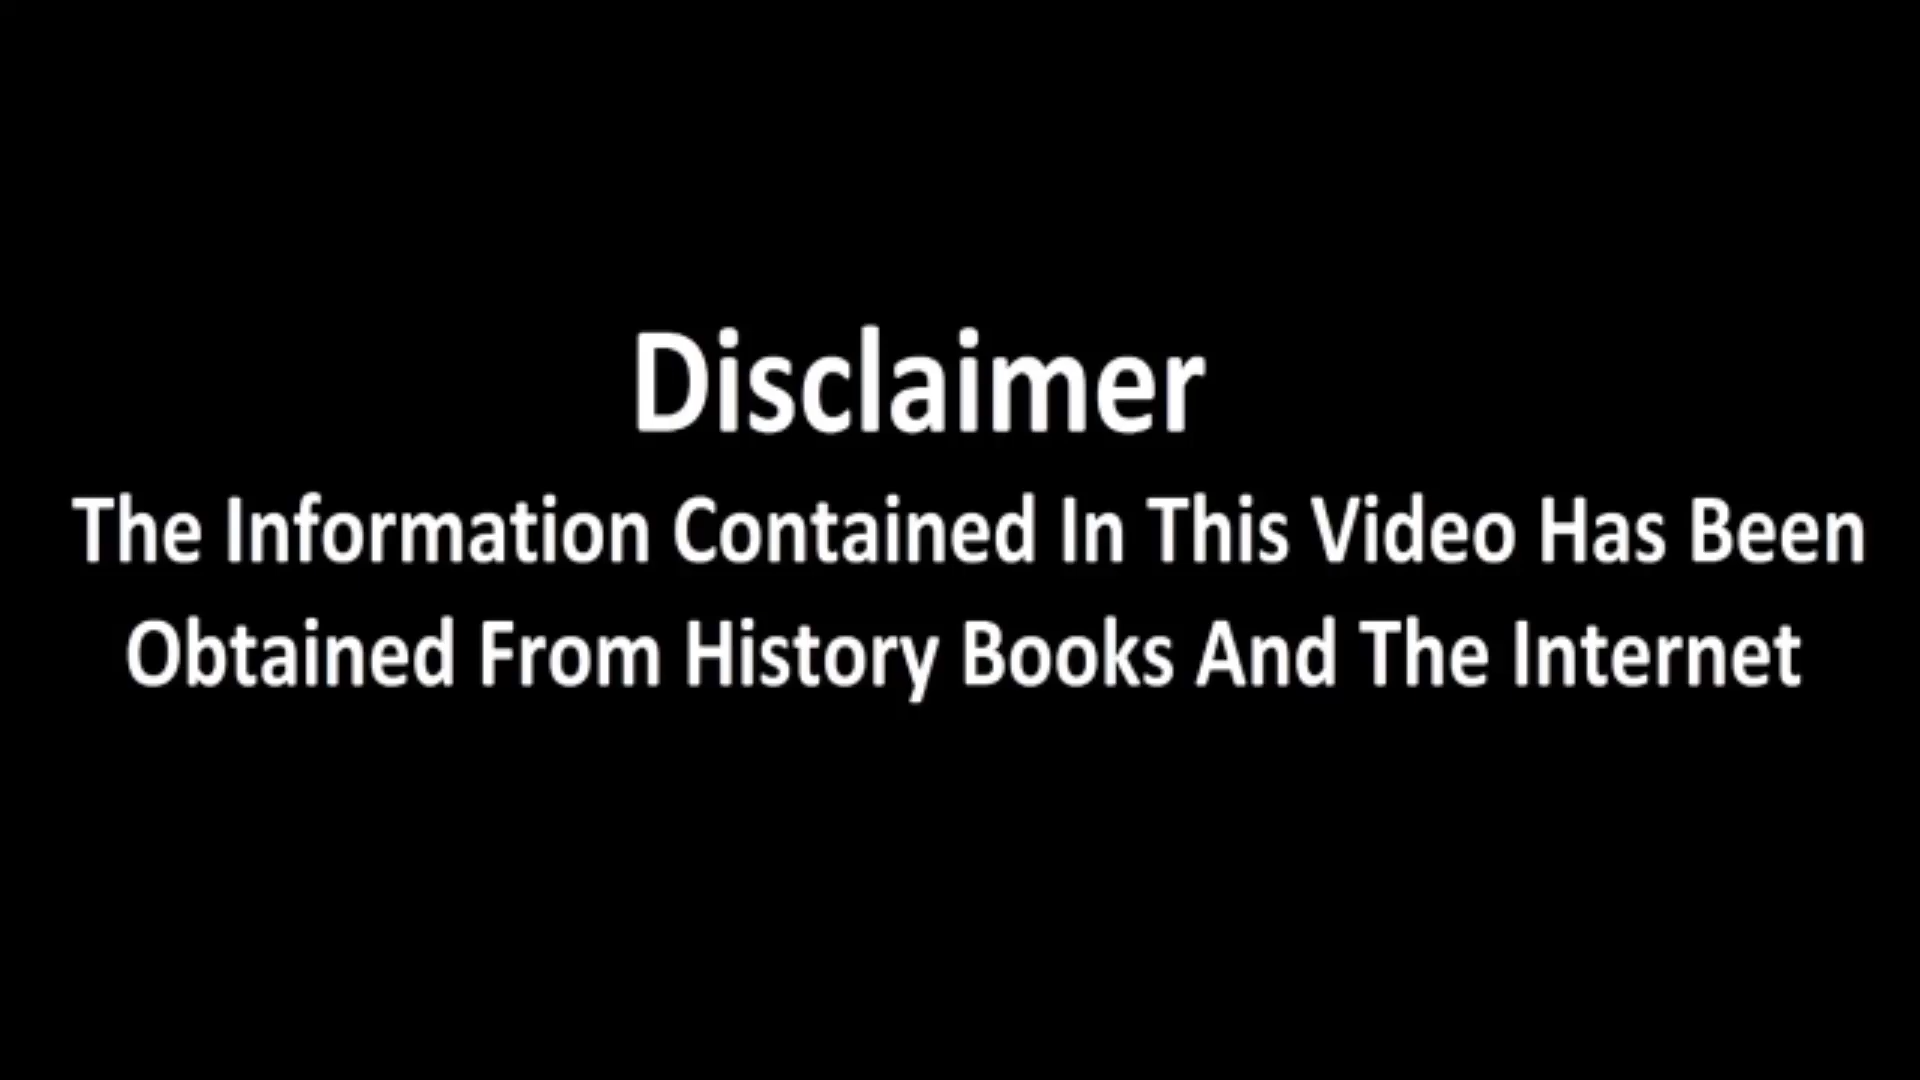 Disclaimer
The Information Contained In This Video Has Been
Obtained From History Books And The Internet